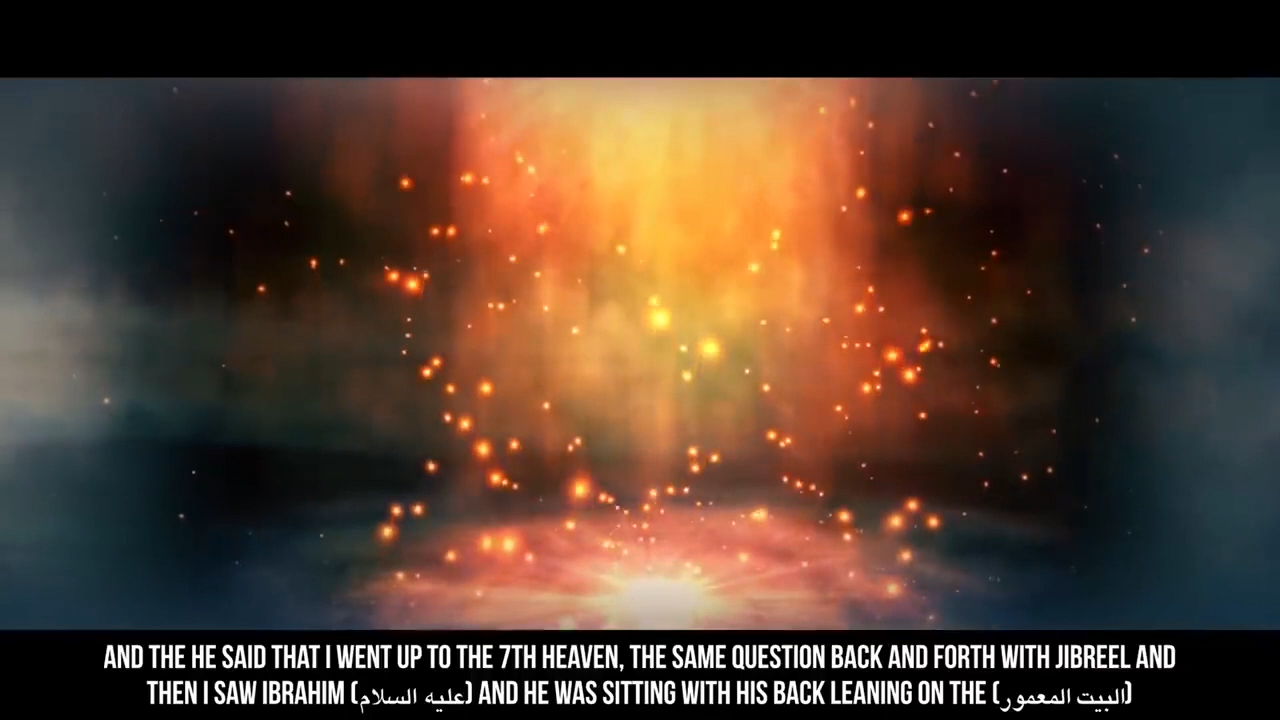 AND THE HE SAID THAT I WENT UP TO THE 7TH HEAVEN, THE SAME QUESTION BACK AND FORTH WITH JIBREEL AND
THEN I SAW IBRAHIM (عليه السلام) AND HE WAS SITTING WITH HIS BACK LEANING ON THE (البيت المعمور)